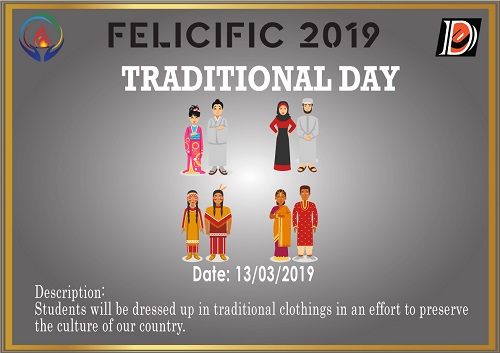 FELICIFIC 2019
TRADITIONAL DAY
Date: 13/03/2019
Description:
Students will be dressed up in traditional clothings in an effort to preserve
the culture of our country.